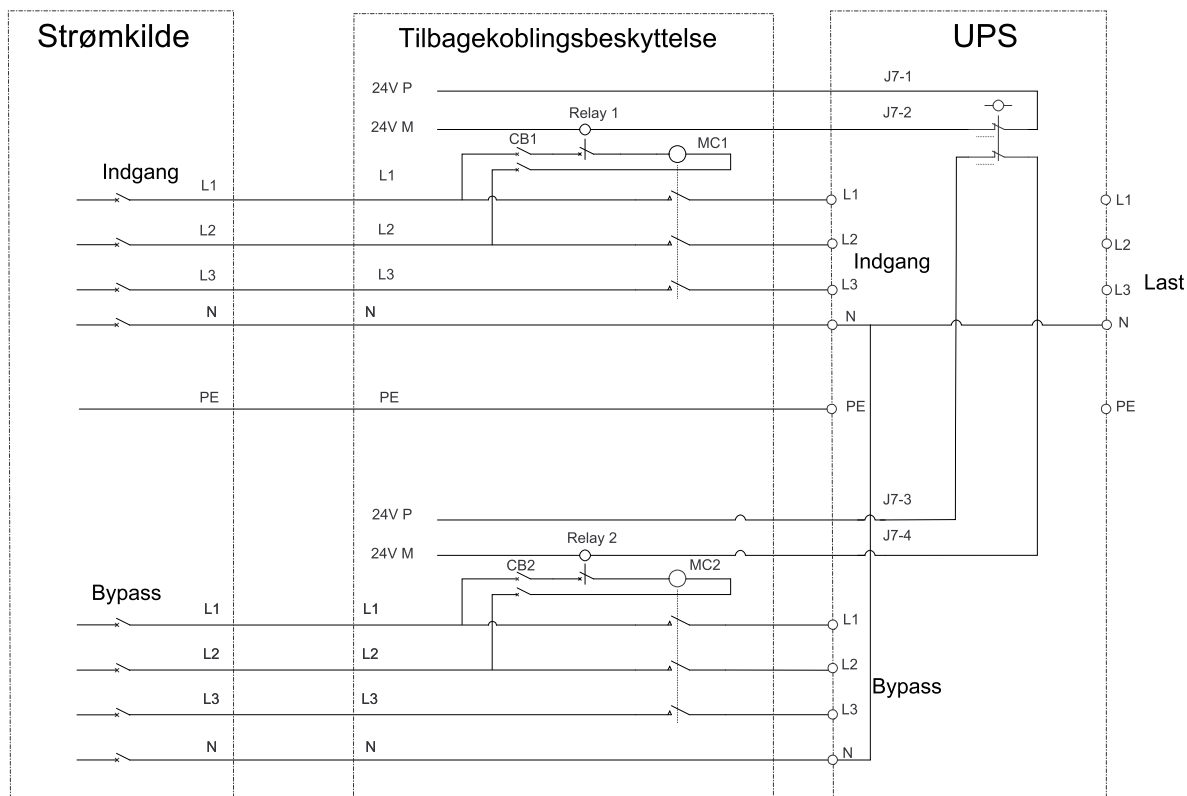 Strømkilde
Tilbagekoblingsbeskyttelse
UPS
24V P
J7-1
24V M
Relay 1
J7-2
CB1
MC1
Indgang
L1
L1
L1
L1
L2
L2
L2
L2
Indgang
L3
L3
L3
L3
Last
N
N
N
N
PE
PE
PE
PE
24V P
J7-3
24V M
Relay 2
J7-4
CB2
MC2
Bypass
L1
L1
L1
L2
L2
L2
Bypass
L3
L3
L3
N
N
N